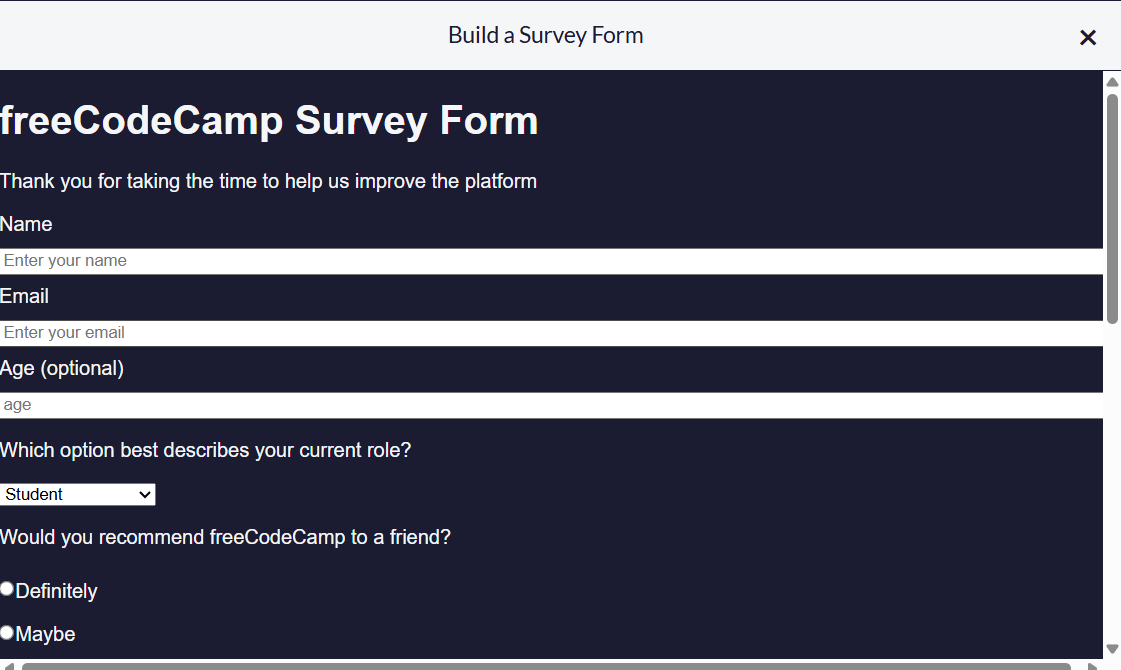 Build a Survey Form
freeCodeCamp Survey Form
Thank you for taking the time to help us improve the platform
Name
Enter your name
Email
Enter your email
Age (optional)
age
Which option best describes your current role?
Student
Would you recommend freeCodeCamp to a friend?
Definitely
Maybe